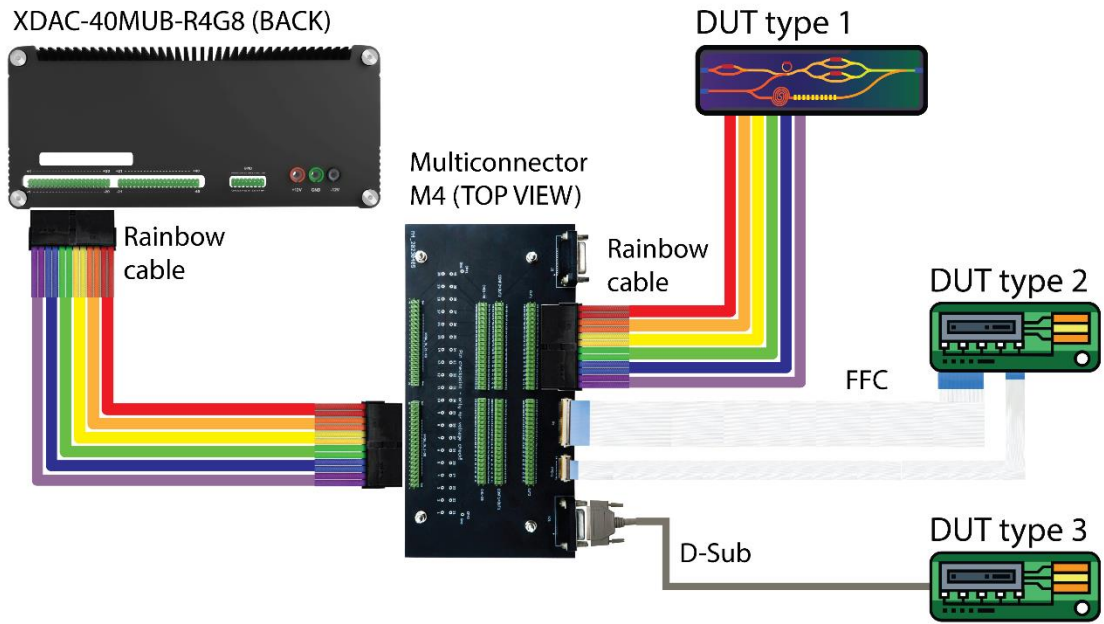 XDAC-40MUB-R4G8 (BACK)
DUT type 1
Multiconnector
M4 (TOP VIEW)
Rainbow
cable
Rainbow
cable
DUT type 2
FFC
DUT type 3
D-Sub
GND